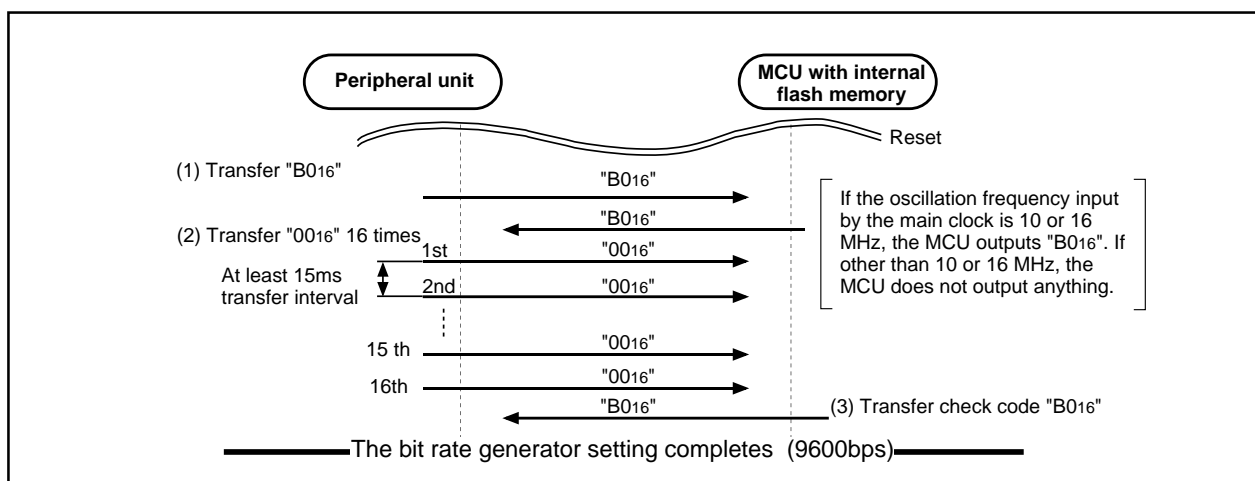 Peripheral unit
MCU with internal
flash memory
Reset
(1) Transfer "B016"
"B016"
"B016"
If the oscillation frequency input
by the main clock is 10 or 16
MHz, the MCU outputs "B016". If
other than 10 or 16 MHz, the
MCU does not output anything.
(2) Transfer "0016" 16 times
1st
"0016"
At least 15ms
transfer interval
2nd
"0016"
15 th
"0016"
16th
"0016"
"B016"
(3) Transfer check code "B016"
The bit rate generator setting completes (9600bps)